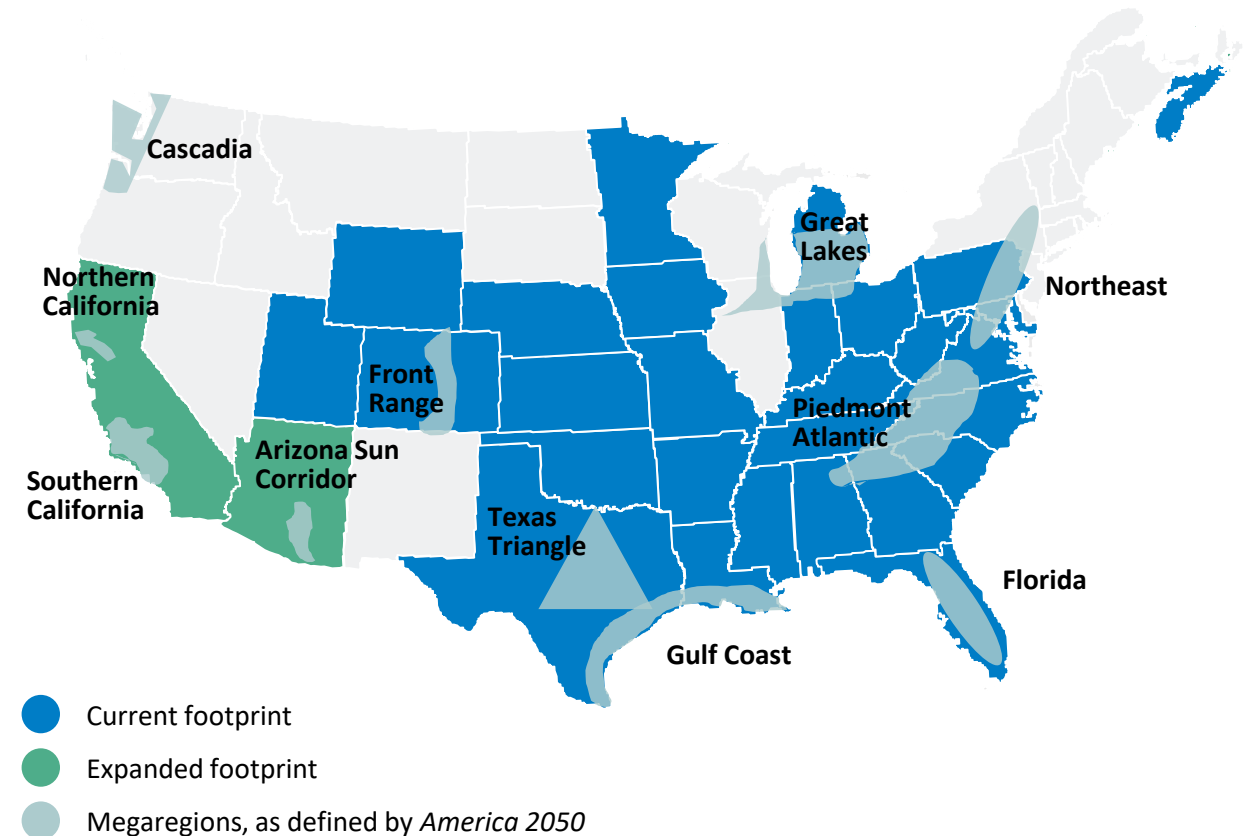 Cascadia
Great
Lakes
Northern
California
Northeast
Front
Range
Piedmont
Atlantic
Arizona Sun
Corridor
Southern
California
Texas
Triangle
Florida
Gulf Coast
Current footprint
Expanded footprint
Megaregions, as defined by America 2050